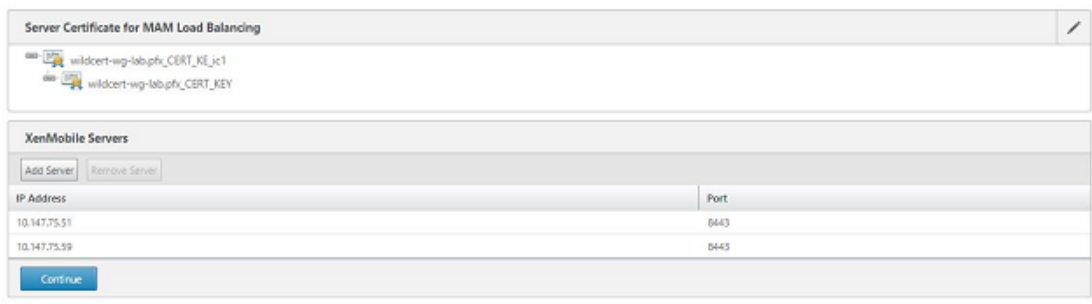 Server Certificate for MAM Load Balancing
wildcert-wg-lab.pfx_CERT_KE_ic1
wildcert-wg-lab.pfx_CERT_KEY
XenMobile Servers
Add Server Remove Server
IP Address Port
10.147.75.51 8443
10.147.75.59 8443
Continue